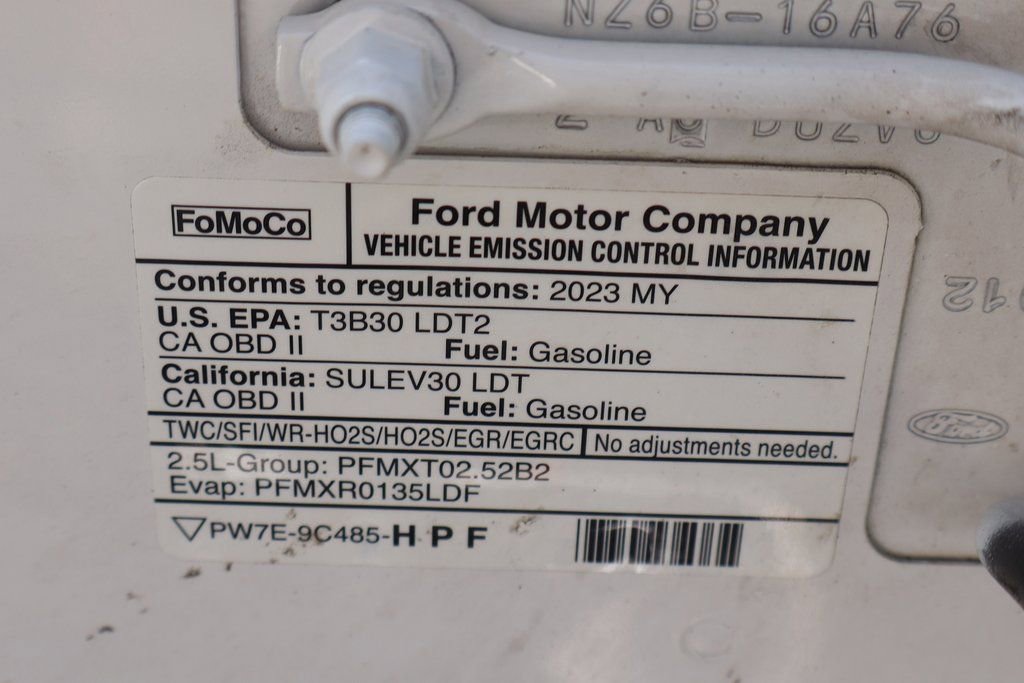 NZ6B-16A76
FoMoCo
Ford Motor Company
VEHICLE EMISSION CONTROL INFORMATION
Conforms to regulations: 2023 MY
U.S. EPA: T3B30 LDT2
CA OBD II Fuel: Gasoline
California: SULEV30 LDT
CA OBD II Fuel: Gasoline
TWC/SFI/WR-HO2S/HO2S/EGR/EGRC No adjustments needed.
2.5L-Group: PFMXT02.52B2
Evap: PFMXR0135LDF
PW7E-9C485-H P F
Ford